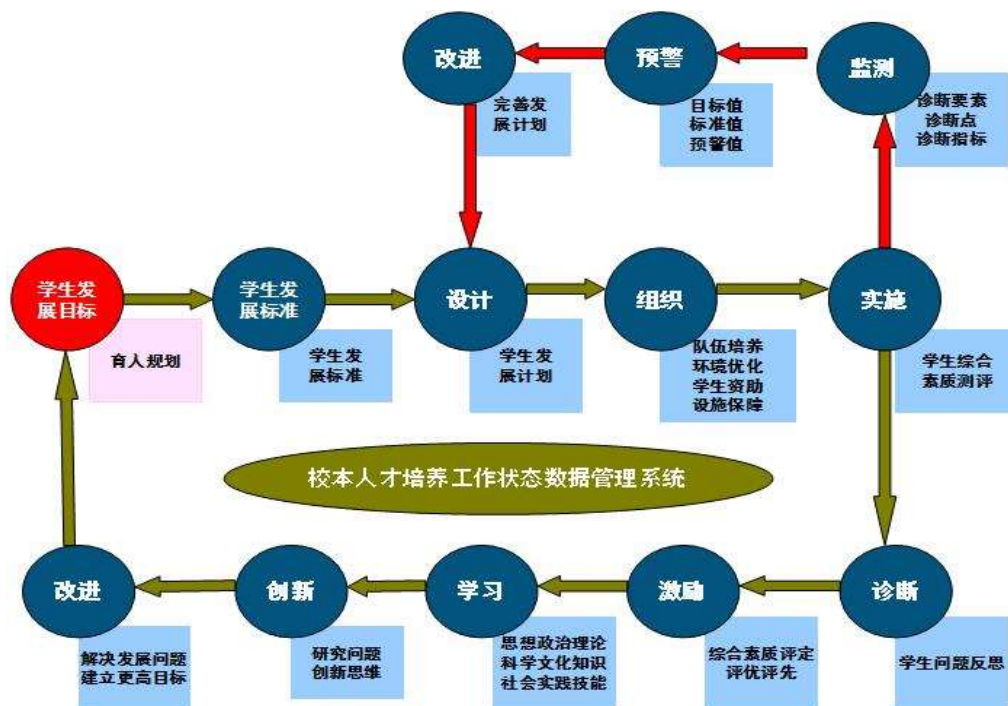 改进
预警
监测
完善发
展计划
目标值
标准值
预警值
诊断要素
诊断点
诊断指标
学生发
展目标
学生发
展标准
设计
组织
实施
育人规划
学生发
展标准
学生发
展计划
队伍培养
环境优化
学生资助
设施保障
学生综合
素质测评
校本人才培养工作状态数据管理系统
改进
创新
学习
激励
诊断
解决发展问题
建立更高目标
研究问题
创新思维
思想政治理论
科学文化知识
社会实践技能
综合素质评定
评优评先
学生问题反思